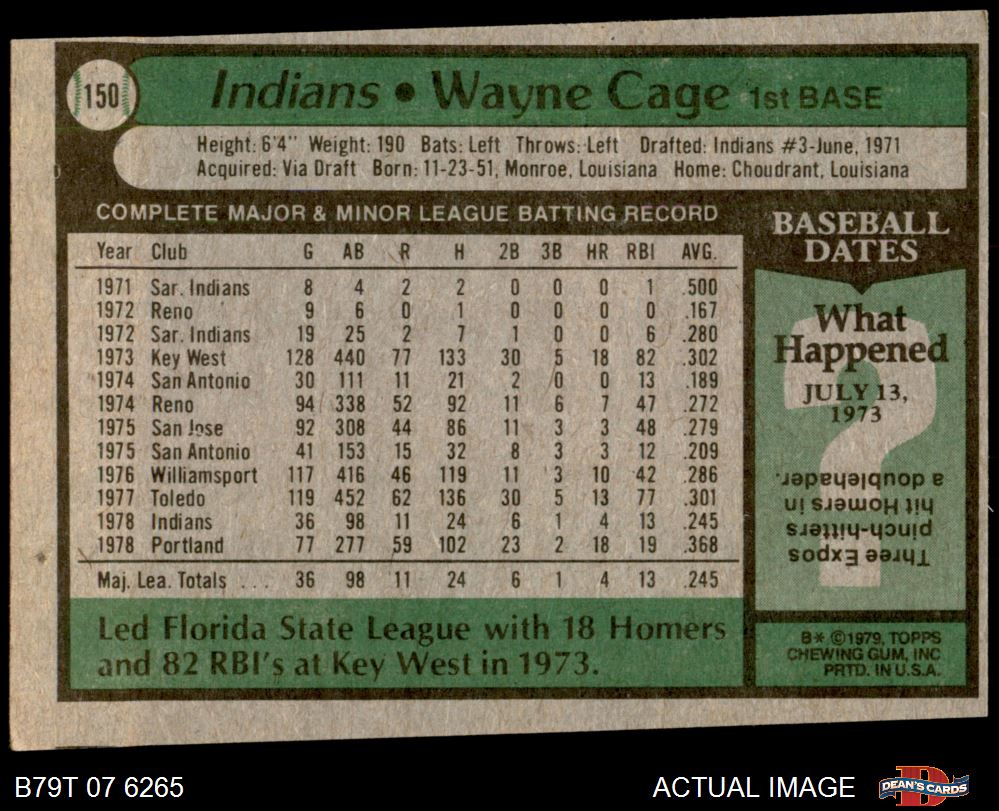 150
Indians • Wayne Cage 1st BASE
Height: 6'4" Weight: 190 Bats: Left Throws: Left Drafted: Indians #3-June, 1971
Acquired: Via Draft Born: 11-23-51, Monroe, Louisiana Home: Choudrant, Louisiana
COMPLETE MAJOR & MINOR LEAGUE BATTING RECORD
Year Club G AB R H 2B 3B HR RBI AVG.
1971 Sar. Indians 8 4 2 2 0 0 0 1 .500
1972 Reno 9 6 0 1 0 0 0 0 .167
1972 Sar. Indians 19 25 2 7 1 0 0 6 .280
1973 Key West 128 440 77 133 30 5 18 82 .302
1974 San Antonio 30 111 11 21 2 0 0 13 .189
1974 Reno 94 338 52 92 11 6 7 47 .272
1975 San Jose 92 308 44 86 11 3 3 48 .279
1975 San Antonio 41 153 15 32 8 3 3 12 .209
1976 Williamsport 117 416 46 119 11 3 10 42 .286
1977 Toledo 119 452 62 136 30 5 13 77 .301
1978 Indians 36 98 11 24 6 1 4 13 .245
1978 Portland 77 277 59 102 23 2 18 19 .368
Maj. Lea. Totals ... 36 98 11 24 6 1 4 13 .245
Led Florida State League with 18 Homers
and 82 RBI's at Key West in 1973.
BASEBALL
DATES
What
Happened
JULY 13,
1973
?
Three Expos
pinch-hitters
hit Homers in
a doubleheader.
B* ©1979, TOPPS
CHEWING GUM, INC
PRTD. IN U.S.A.
B79T 07 6265
ACTUAL IMAGE
D
DEAN'S CARDS